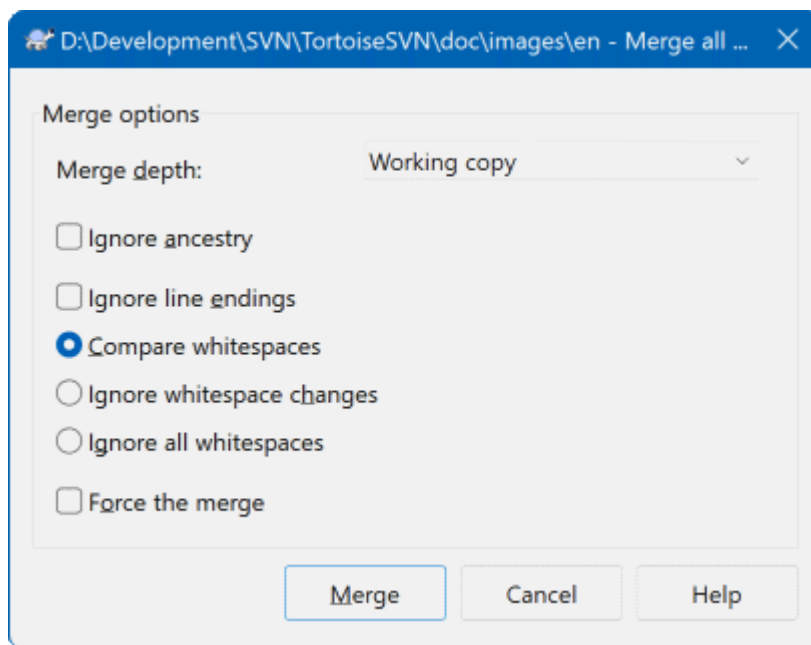 D:\Development\SVN\TortoiseSVN\doc\images\en - Merge all ...
Merge options
Merge depth: Working copy
Ignore ancestry
Ignore line endings
Compare whitespaces
Ignore whitespace changes
Ignore all whitespaces
Force the merge
Merge Cancel Help